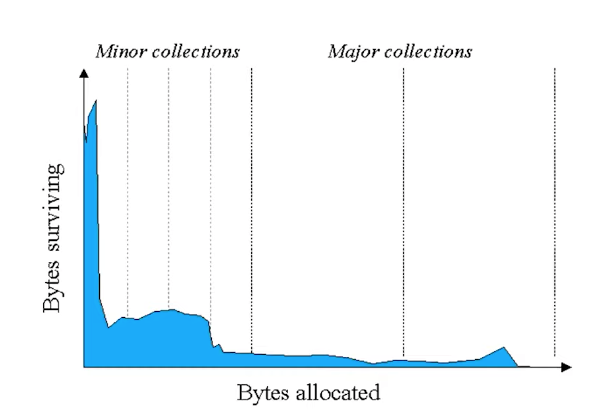 Minor collections
Major collections
Bytes surviving
Bytes allocated